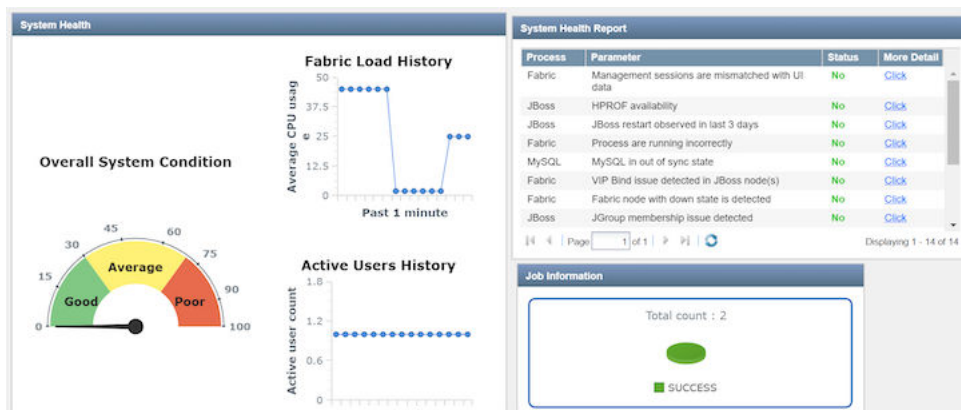 System Health
Overall System Condition
0
15
30
45
60
75
90
100
Good
Average
Poor
Fabric Load History
Average CPU usag
e
50
37.5
25
12.5
0
Past 1 minute
Active Users History
Active user count
1.8
1.2
0.6
0
System Health Report
Process Parameter Status More Detail
Fabric Management sessions are mismatched with UI
data No Click
JBoss HPROF availability No Click
JBoss JBoss restart observed in last 3 days No Click
Fabric Process are running incorrectly No Click
MySQL MySQL in out of sync state No Click
Fabric VIP Bind issue detected in JBoss node(s) No Click
Fabric Fabric node with down state is detected No Click
JBoss JGroup membership issue detected No Click
Page 1 of 1 Displaying 1 - 14 of 14
Job Information
Total count : 2
SUCCESS